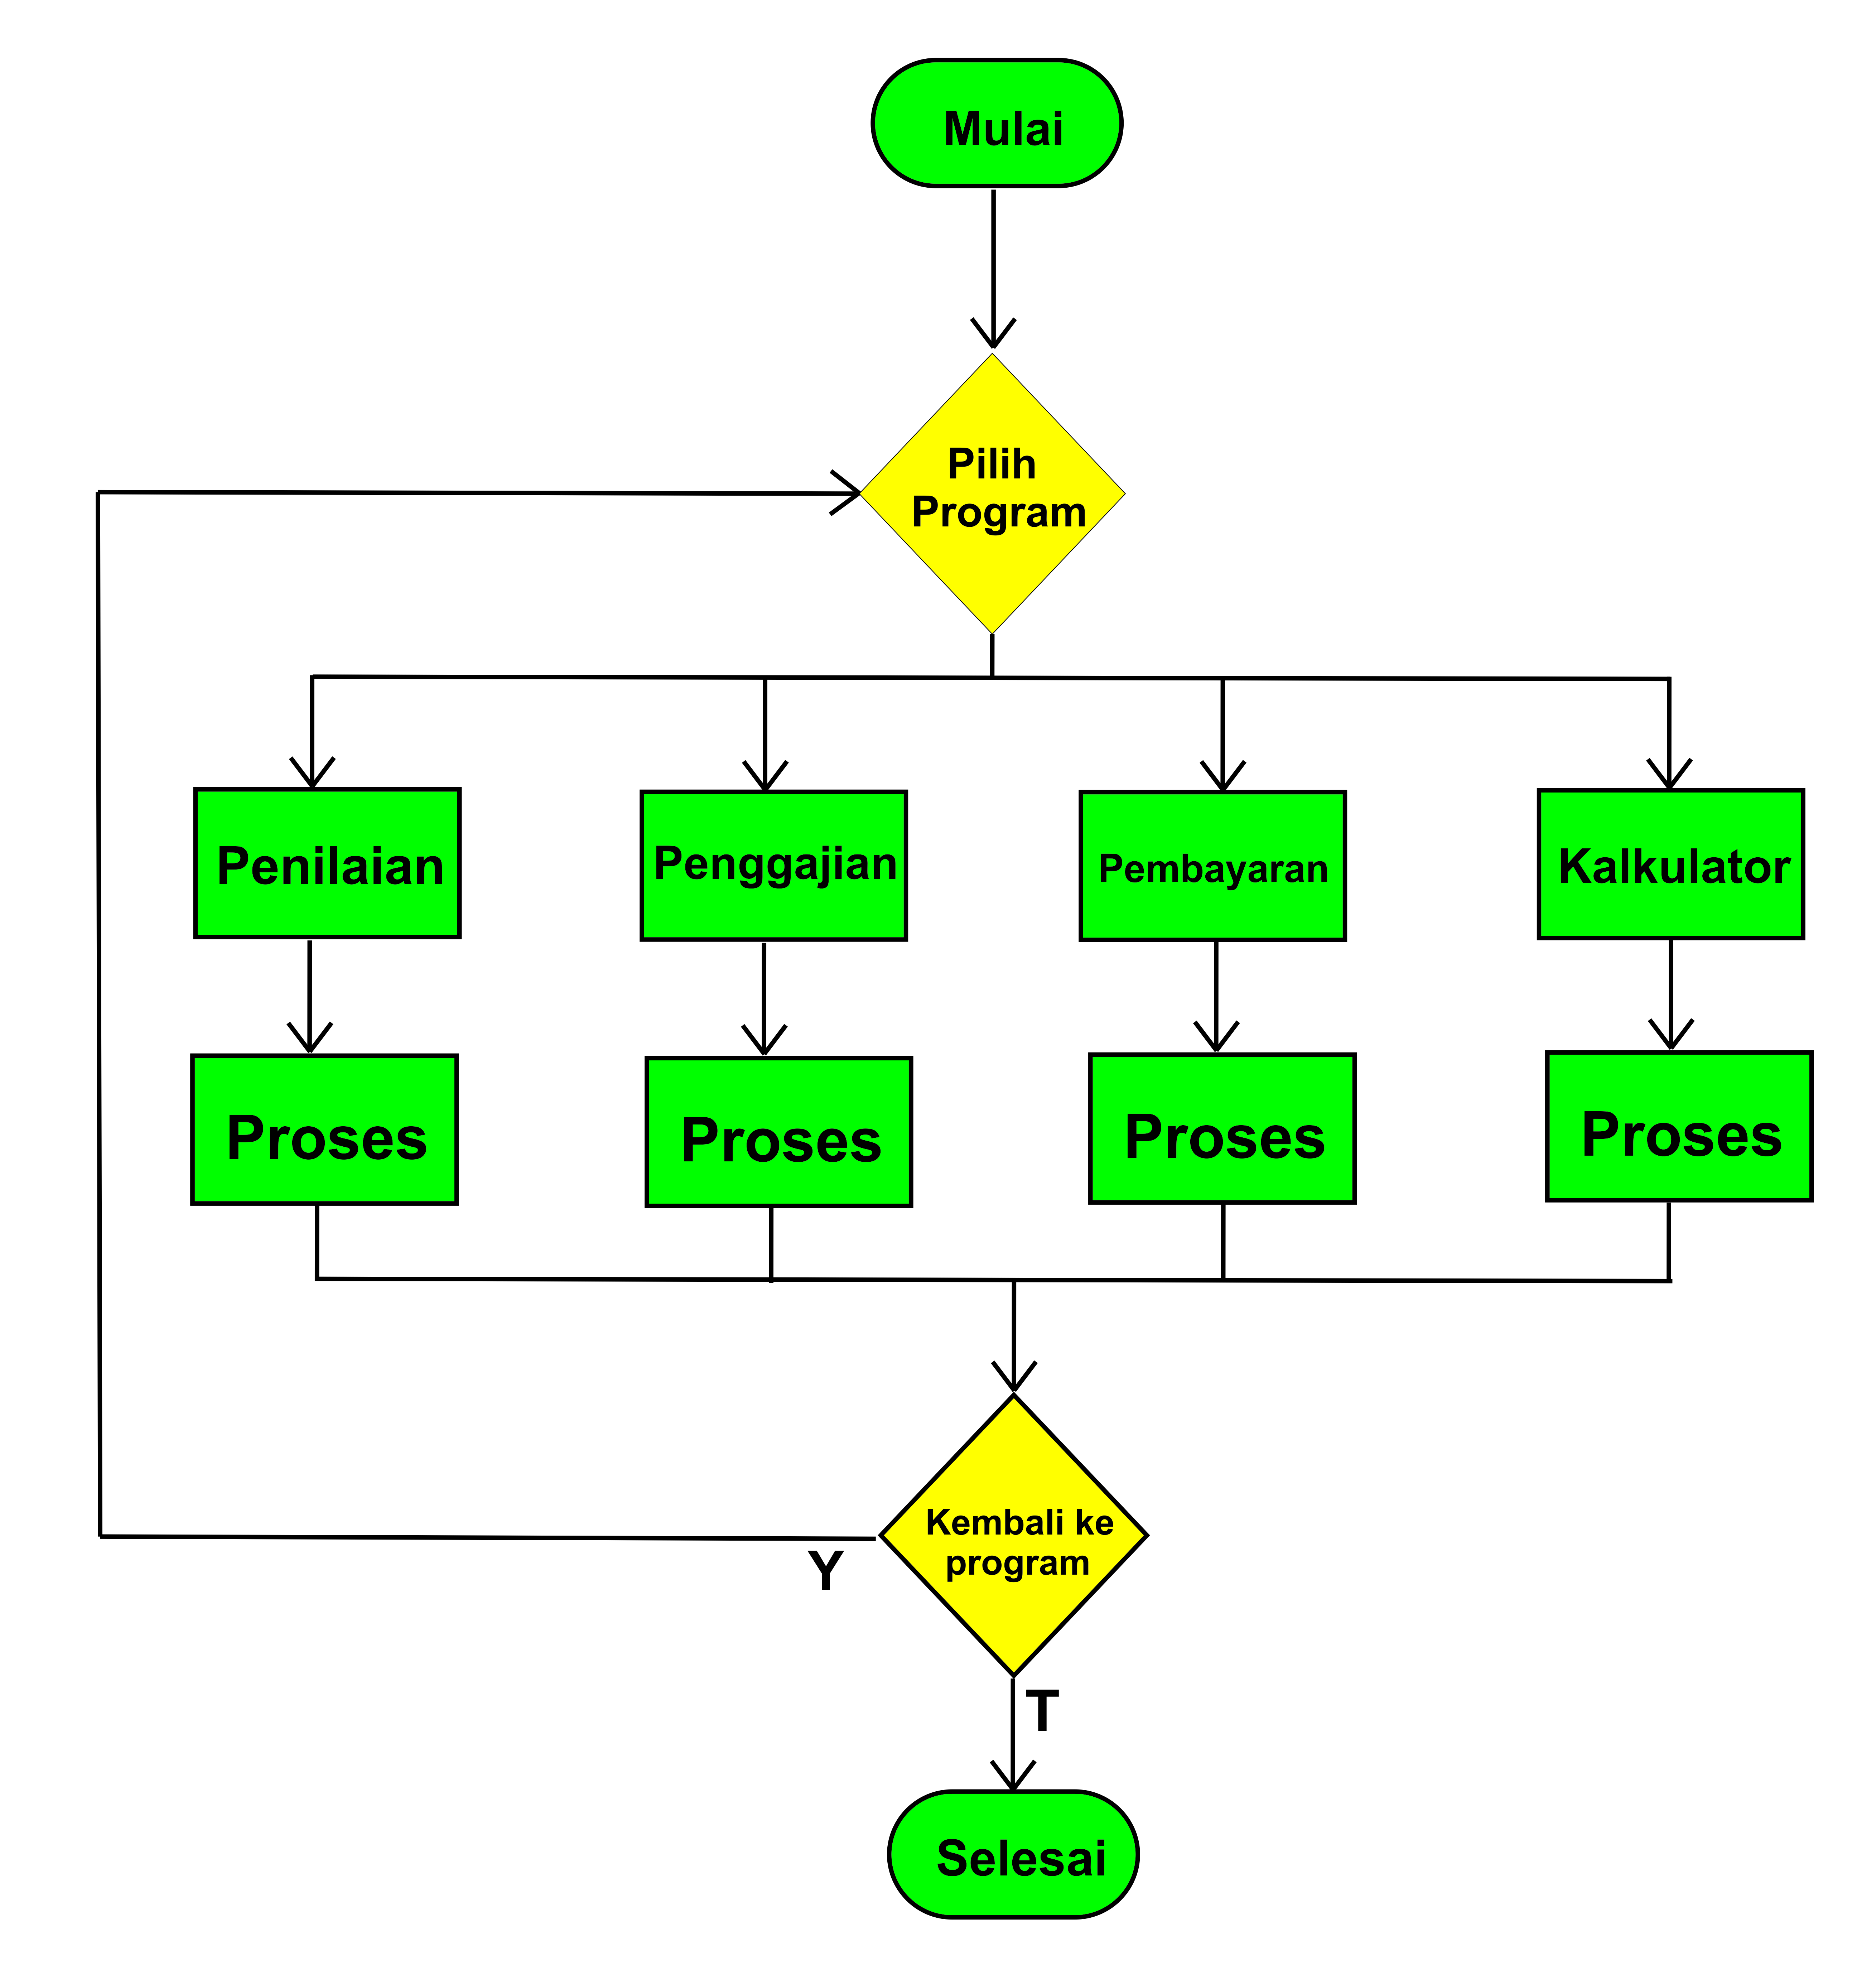 Mulai
Pilih
Program
Penilaian
Penggajian
Pembayaran
Kalkulator
Proses
Proses
Proses
Proses
Kembali ke
program
Y
T
Selesai